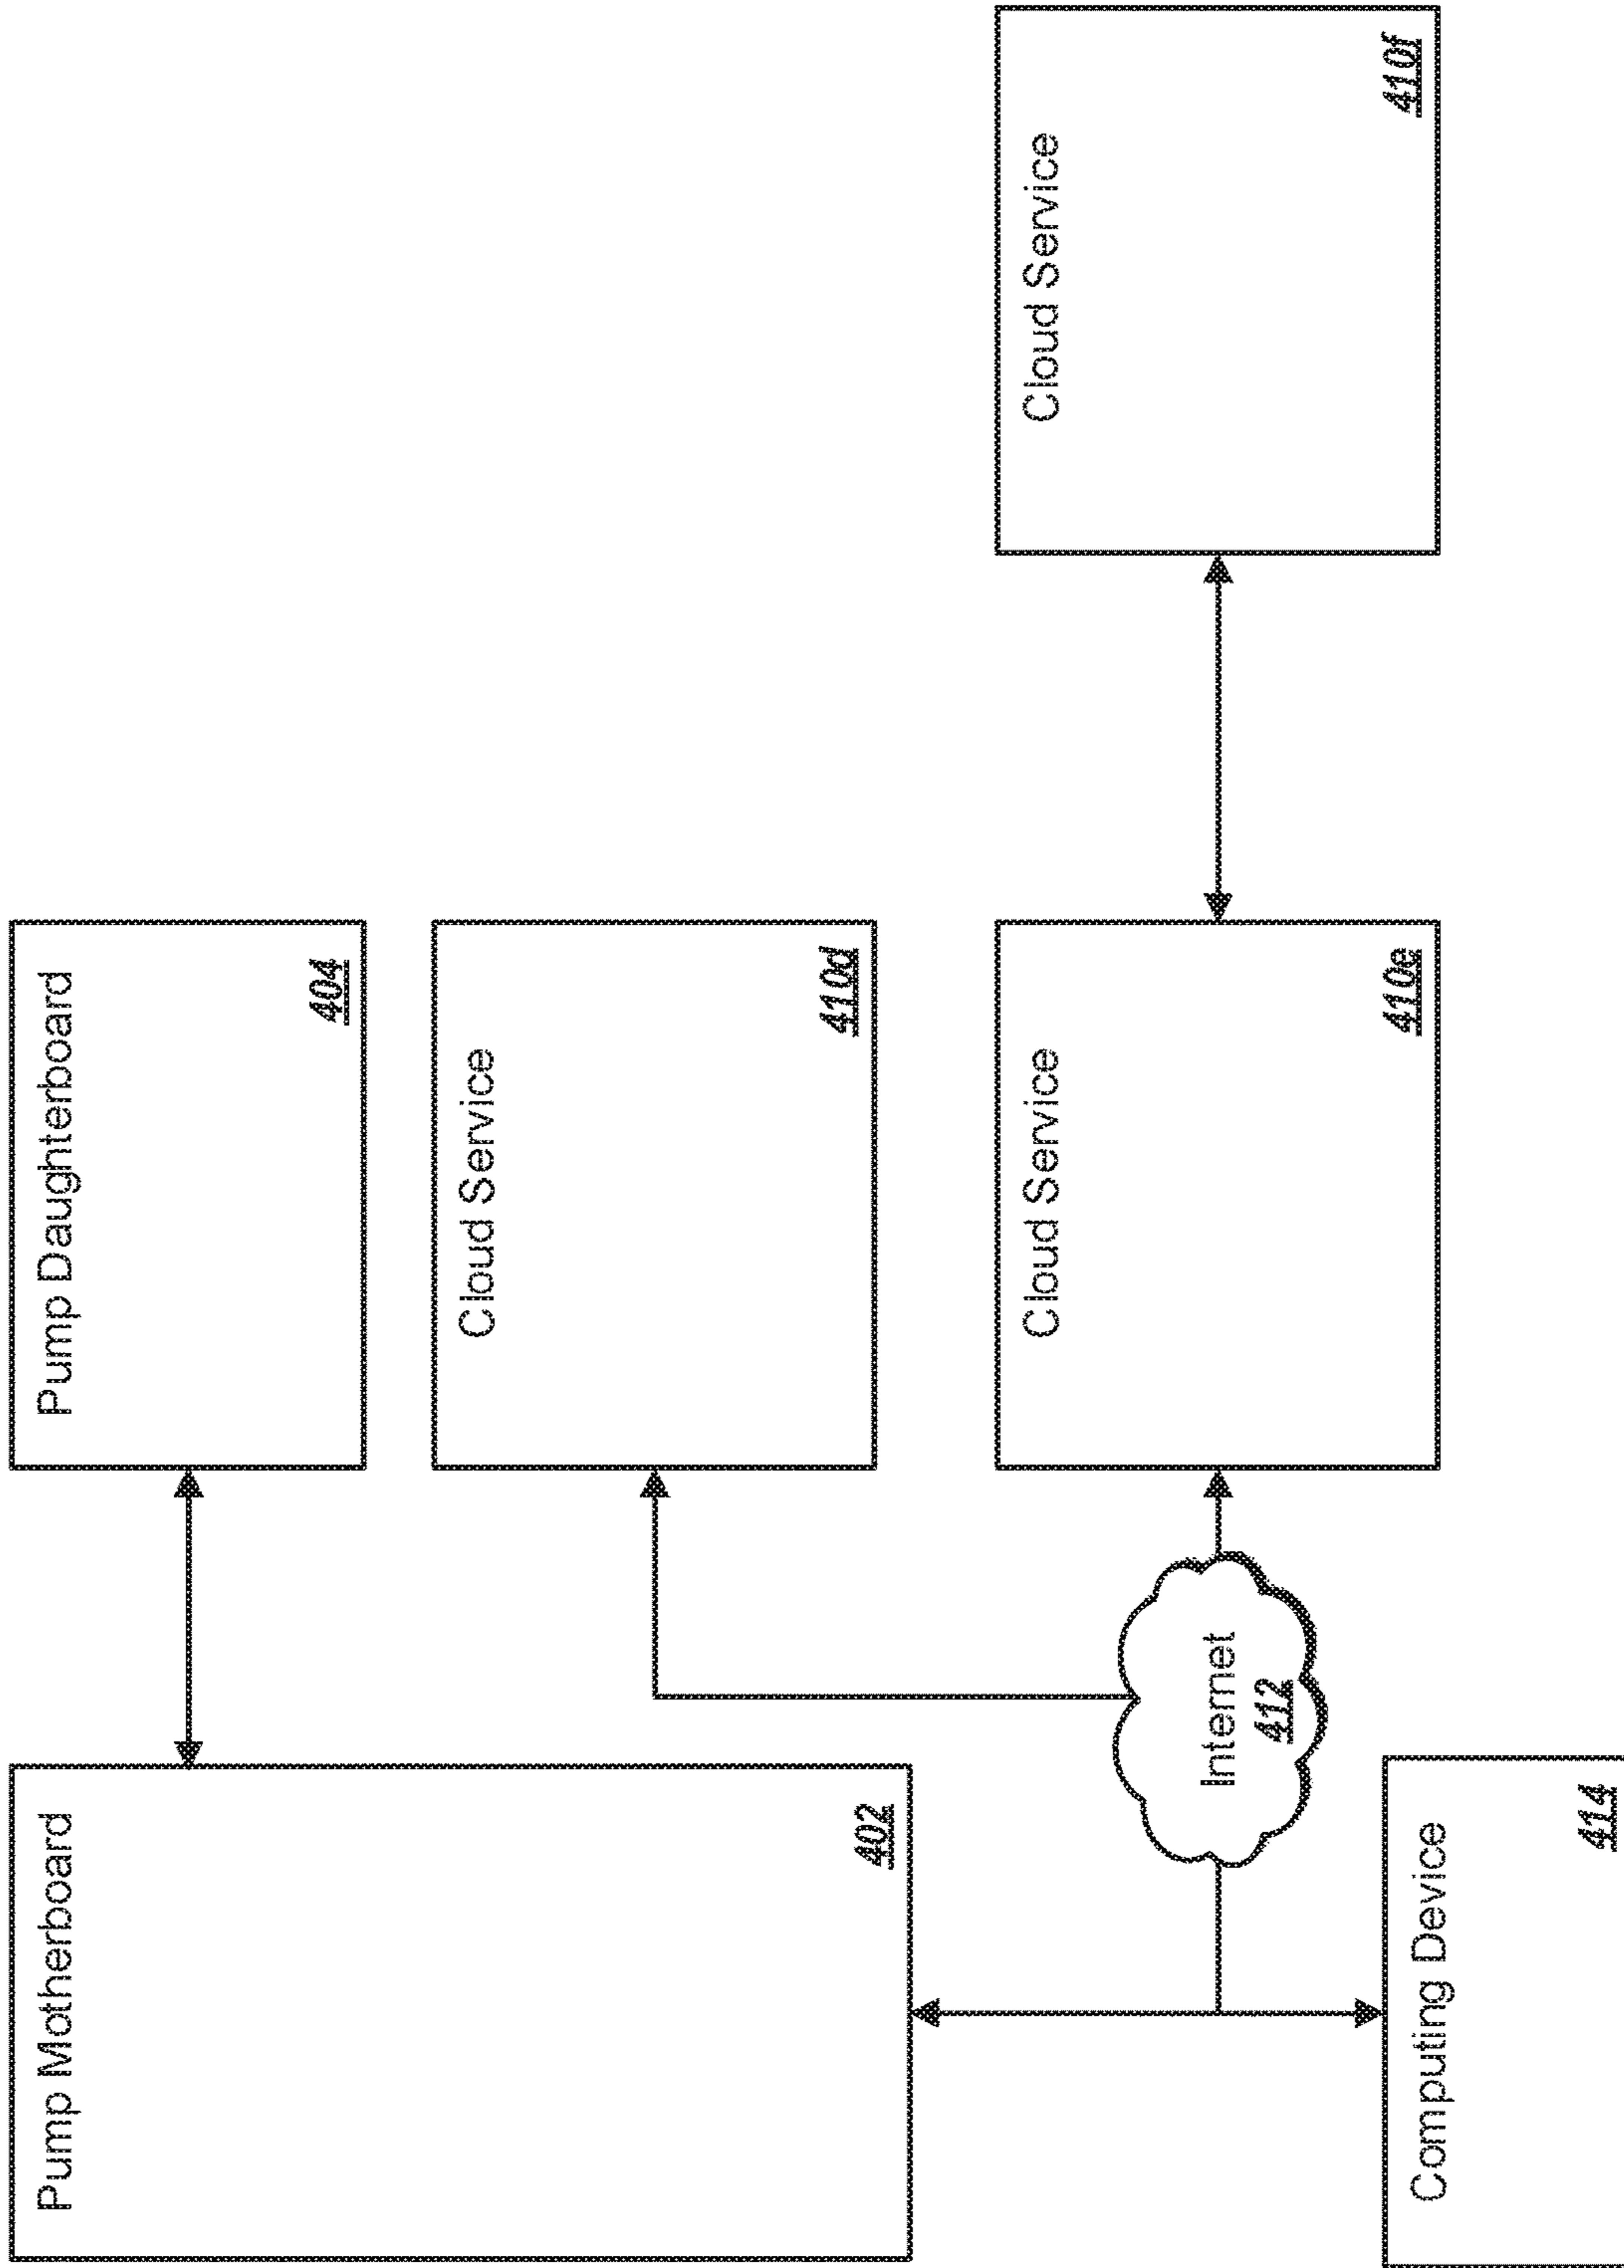 Pump Motherboard
402
Pump Daughterboard
404
Cloud Service
410d
Internet
412
Cloud Service
410e
Cloud Service
410f
Computing Device
414